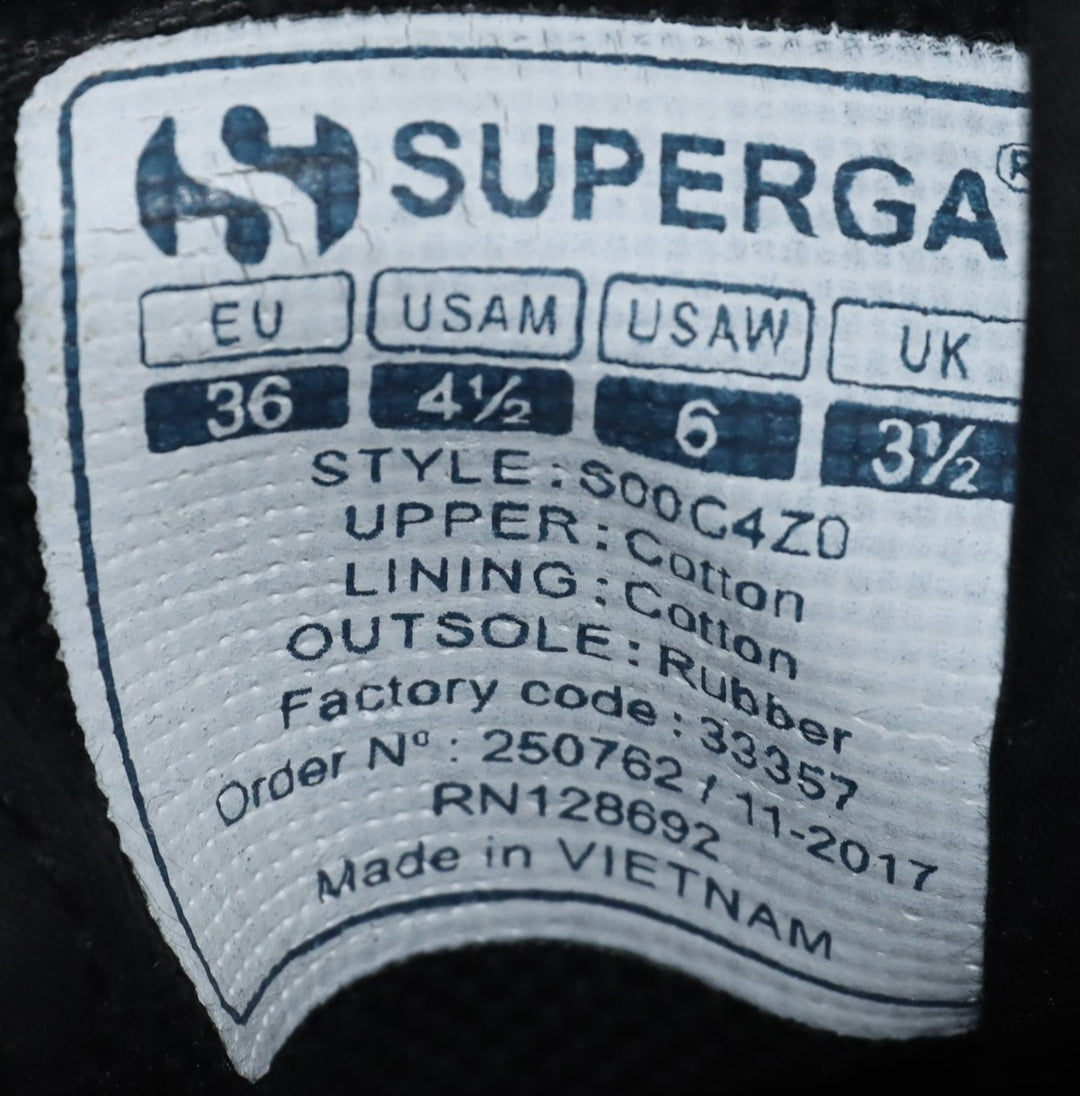 SUPERGA®
EU USAM USAW UK
36 4½ 6 3½
STYLE : S00C4Z0
UPPER : Cotton
LINING : Cotton
OUTSOLE : Rubber
Factory code : 33357
Order Nº : 250762 / 11-2017
RN128692
Made in VIETNAM